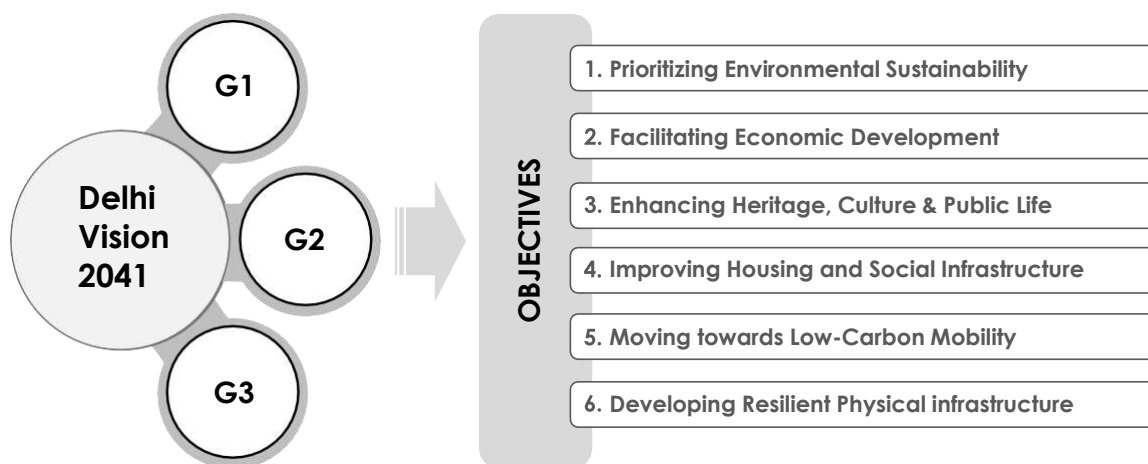 Delhi
Vision
2041
G1
G2
G3
OBJECTIVES
1. Prioritizing Environmental Sustainability
2. Facilitating Economic Development
3. Enhancing Heritage, Culture & Public Life
4. Improving Housing and Social Infrastructure
5. Moving towards Low-Carbon Mobility
6. Developing Resilient Physical infrastructure